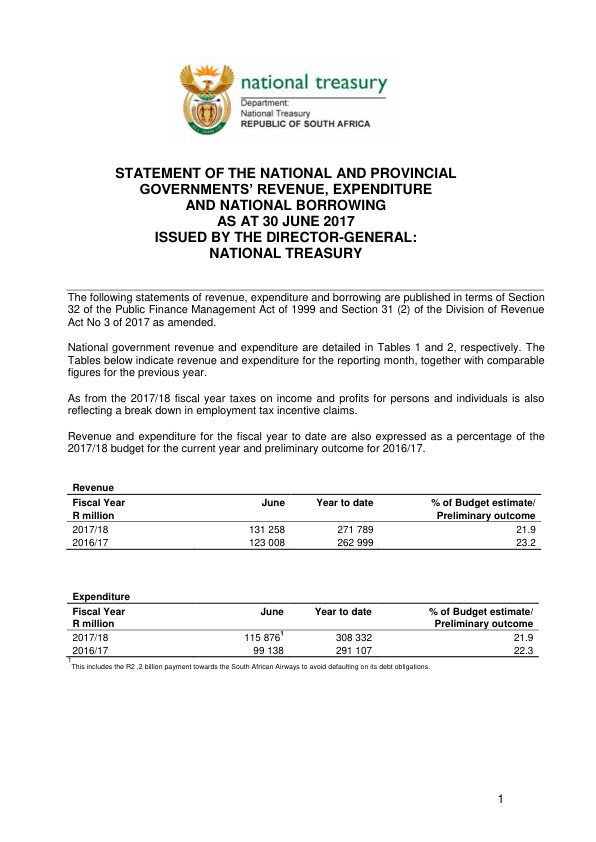 national treasury
Department:
National Treasury
REPUBLIC OF SOUTH AFRICA
STATEMENT OF THE NATIONAL AND PROVINCIAL
GOVERNMENTS' REVENUE, EXPENDITURE
AND NATIONAL BORROWING
AS AT 30 JUNE 2017
ISSUED BY THE DIRECTOR-GENERAL:
NATIONAL TREASURY
The following statements of revenue, expenditure and borrowing are published in terms of Section
32 of the Public Finance Management Act of 1999 and Section 31 (2) of the Division of Revenue
Act No 3 of 2017 as amended.
National government revenue and expenditure are detailed in Tables 1 and 2, respectively. The
Tables below indicate revenue and expenditure for the reporting month, together with comparable
figures for the previous year.
As from the 2017/18 fiscal year taxes on income and profits for persons and individuals is also
reflecting a break down in employment tax incentive claims.
Revenue and expenditure for the fiscal year to date are also expressed as a percentage of the
2017/18 budget for the current year and preliminary outcome for 2016/17.
Revenue
Fiscal Year June Year to date % of Budget estimate/
R million Preliminary outcome
2017/18 131 258 271 789 21.9
2016/17 123 008 262 999 23.2
Expenditure
Fiscal Year June Year to date % of Budget estimate/
R million Preliminary outcome
2017/18 115 876¹ 308 332 21.9
2016/17 99 138 291 107 22.3
¹This includes the R2 ,2 billion payment towards the South African Airways to avoid defaulting on its debt obligations.
1